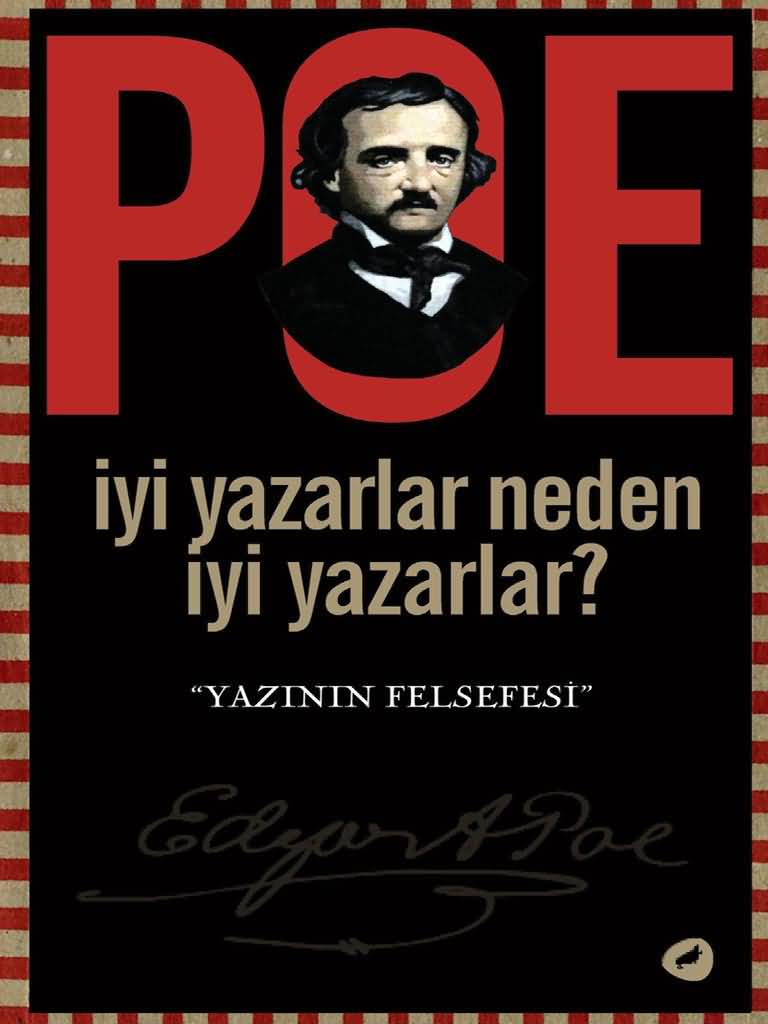 POE
iyi yazarlar neden
iyi yazarlar?
“YAZININ FELSEFESİ”
Edgar A Poe